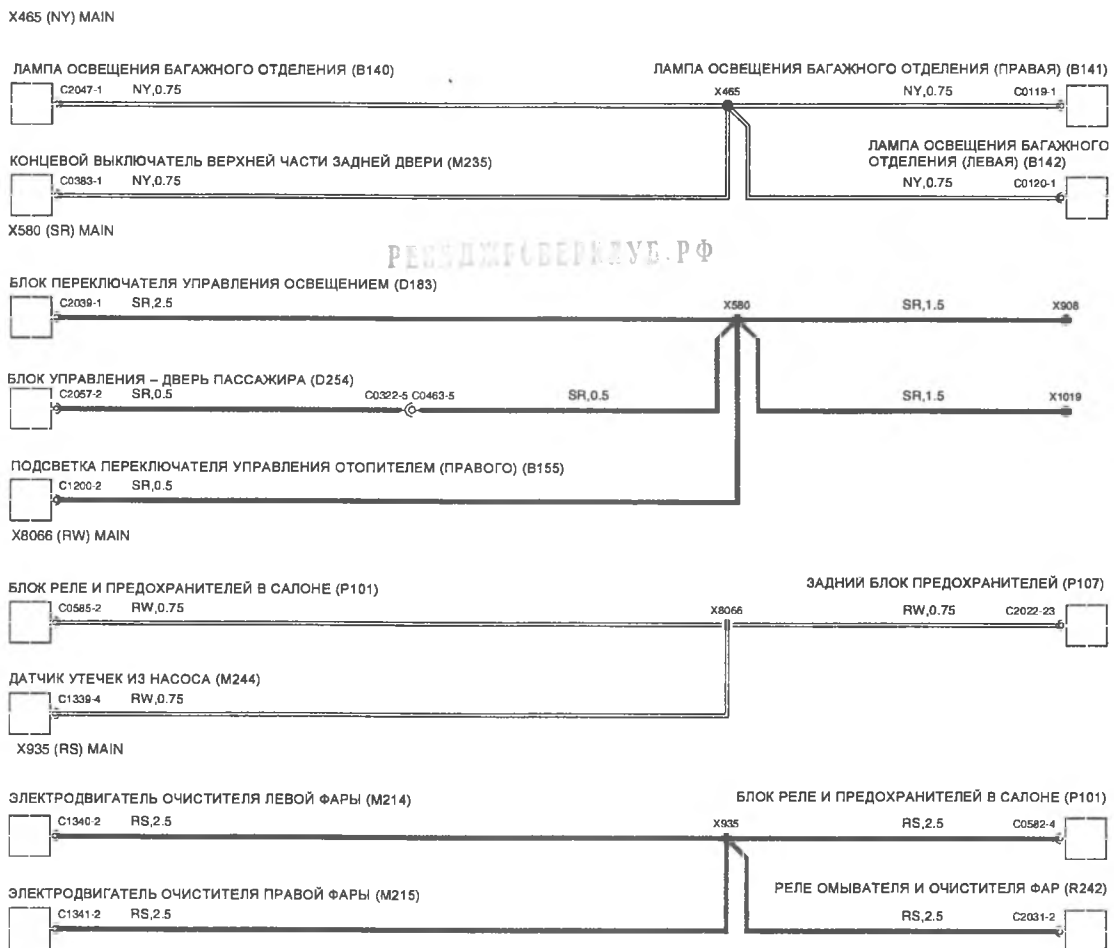 X465 (NY) MAIN
ЛАМПА ОСВЕЩЕНИЯ БАГАЖНОГО ОТДЕЛЕНИЯ (B140)
ЛАМПА ОСВЕЩЕНИЯ БАГАЖНОГО ОТДЕЛЕНИЯ (ПРАВАЯ) (B141)
C2047-1 NY,0.75 X465 NY,0.75 C0119-1
КОНЦЕВОЙ ВЫКЛЮЧАТЕЛЬ ВЕРХНЕЙ ЧАСТИ ЗАДНЕЙ ДВЕРИ (M235)
ЛАМПА ОСВЕЩЕНИЯ БАГАЖНОГО
ОТДЕЛЕНИЯ (ЛЕВАЯ) (B142)
C0383-1 NY,0.75 NY,0.75 C0120-1
X580 (SR) MAIN
БЛОК ПЕРЕКЛЮЧАТЕЛЯ УПРАВЛЕНИЯ ОСВЕЩЕНИЕМ (D183)
C2039-1 SR,2.5 X580 SR,1.5 X908
БЛОК УПРАВЛЕНИЯ – ДВЕРЬ ПАССАЖИРА (D254)
C2057-2 SR,0.5 C0322-5 C0463-5 SR,0.5 SR,1.5 X1019
ПОДСВЕТКА ПЕРЕКЛЮЧАТЕЛЯ УПРАВЛЕНИЯ ОТОПИТЕЛЕМ (ПРАВОГО) (B155)
C1200-2 SR,0.5
X8066 (RW) MAIN
БЛОК РЕЛЕ И ПРЕДОХРАНИТЕЛЕЙ В САЛОНЕ (P101)
ЗАДНИЙ БЛОК ПРЕДОХРАНИТЕЛЕЙ (P107)
C0585-2 RW,0.75 X8066 RW,0.75 C2022-23
ДАТЧИК УТЕЧЕК ИЗ НАСОСА (M244)
C1339-4 RW,0.75
X935 (RS) MAIN
ЭЛЕКТРОДВИГАТЕЛЬ ОЧИСТИТЕЛЯ ЛЕВОЙ ФАРЫ (M214)
БЛОК РЕЛЕ И ПРЕДОХРАНИТЕЛЕЙ В САЛОНЕ (P101)
C1340-2 RS,2.5 X935 RS,2.5 C0582-4
ЭЛЕКТРОДВИГАТЕЛЬ ОЧИСТИТЕЛЯ ПРАВОЙ ФАРЫ (M215)
РЕЛЕ ОМЫВАТЕЛЯ И ОЧИСТИТЕЛЯ ФАР (R242)
C1341-2 RS,2.5 RS,2.5 C2031-2